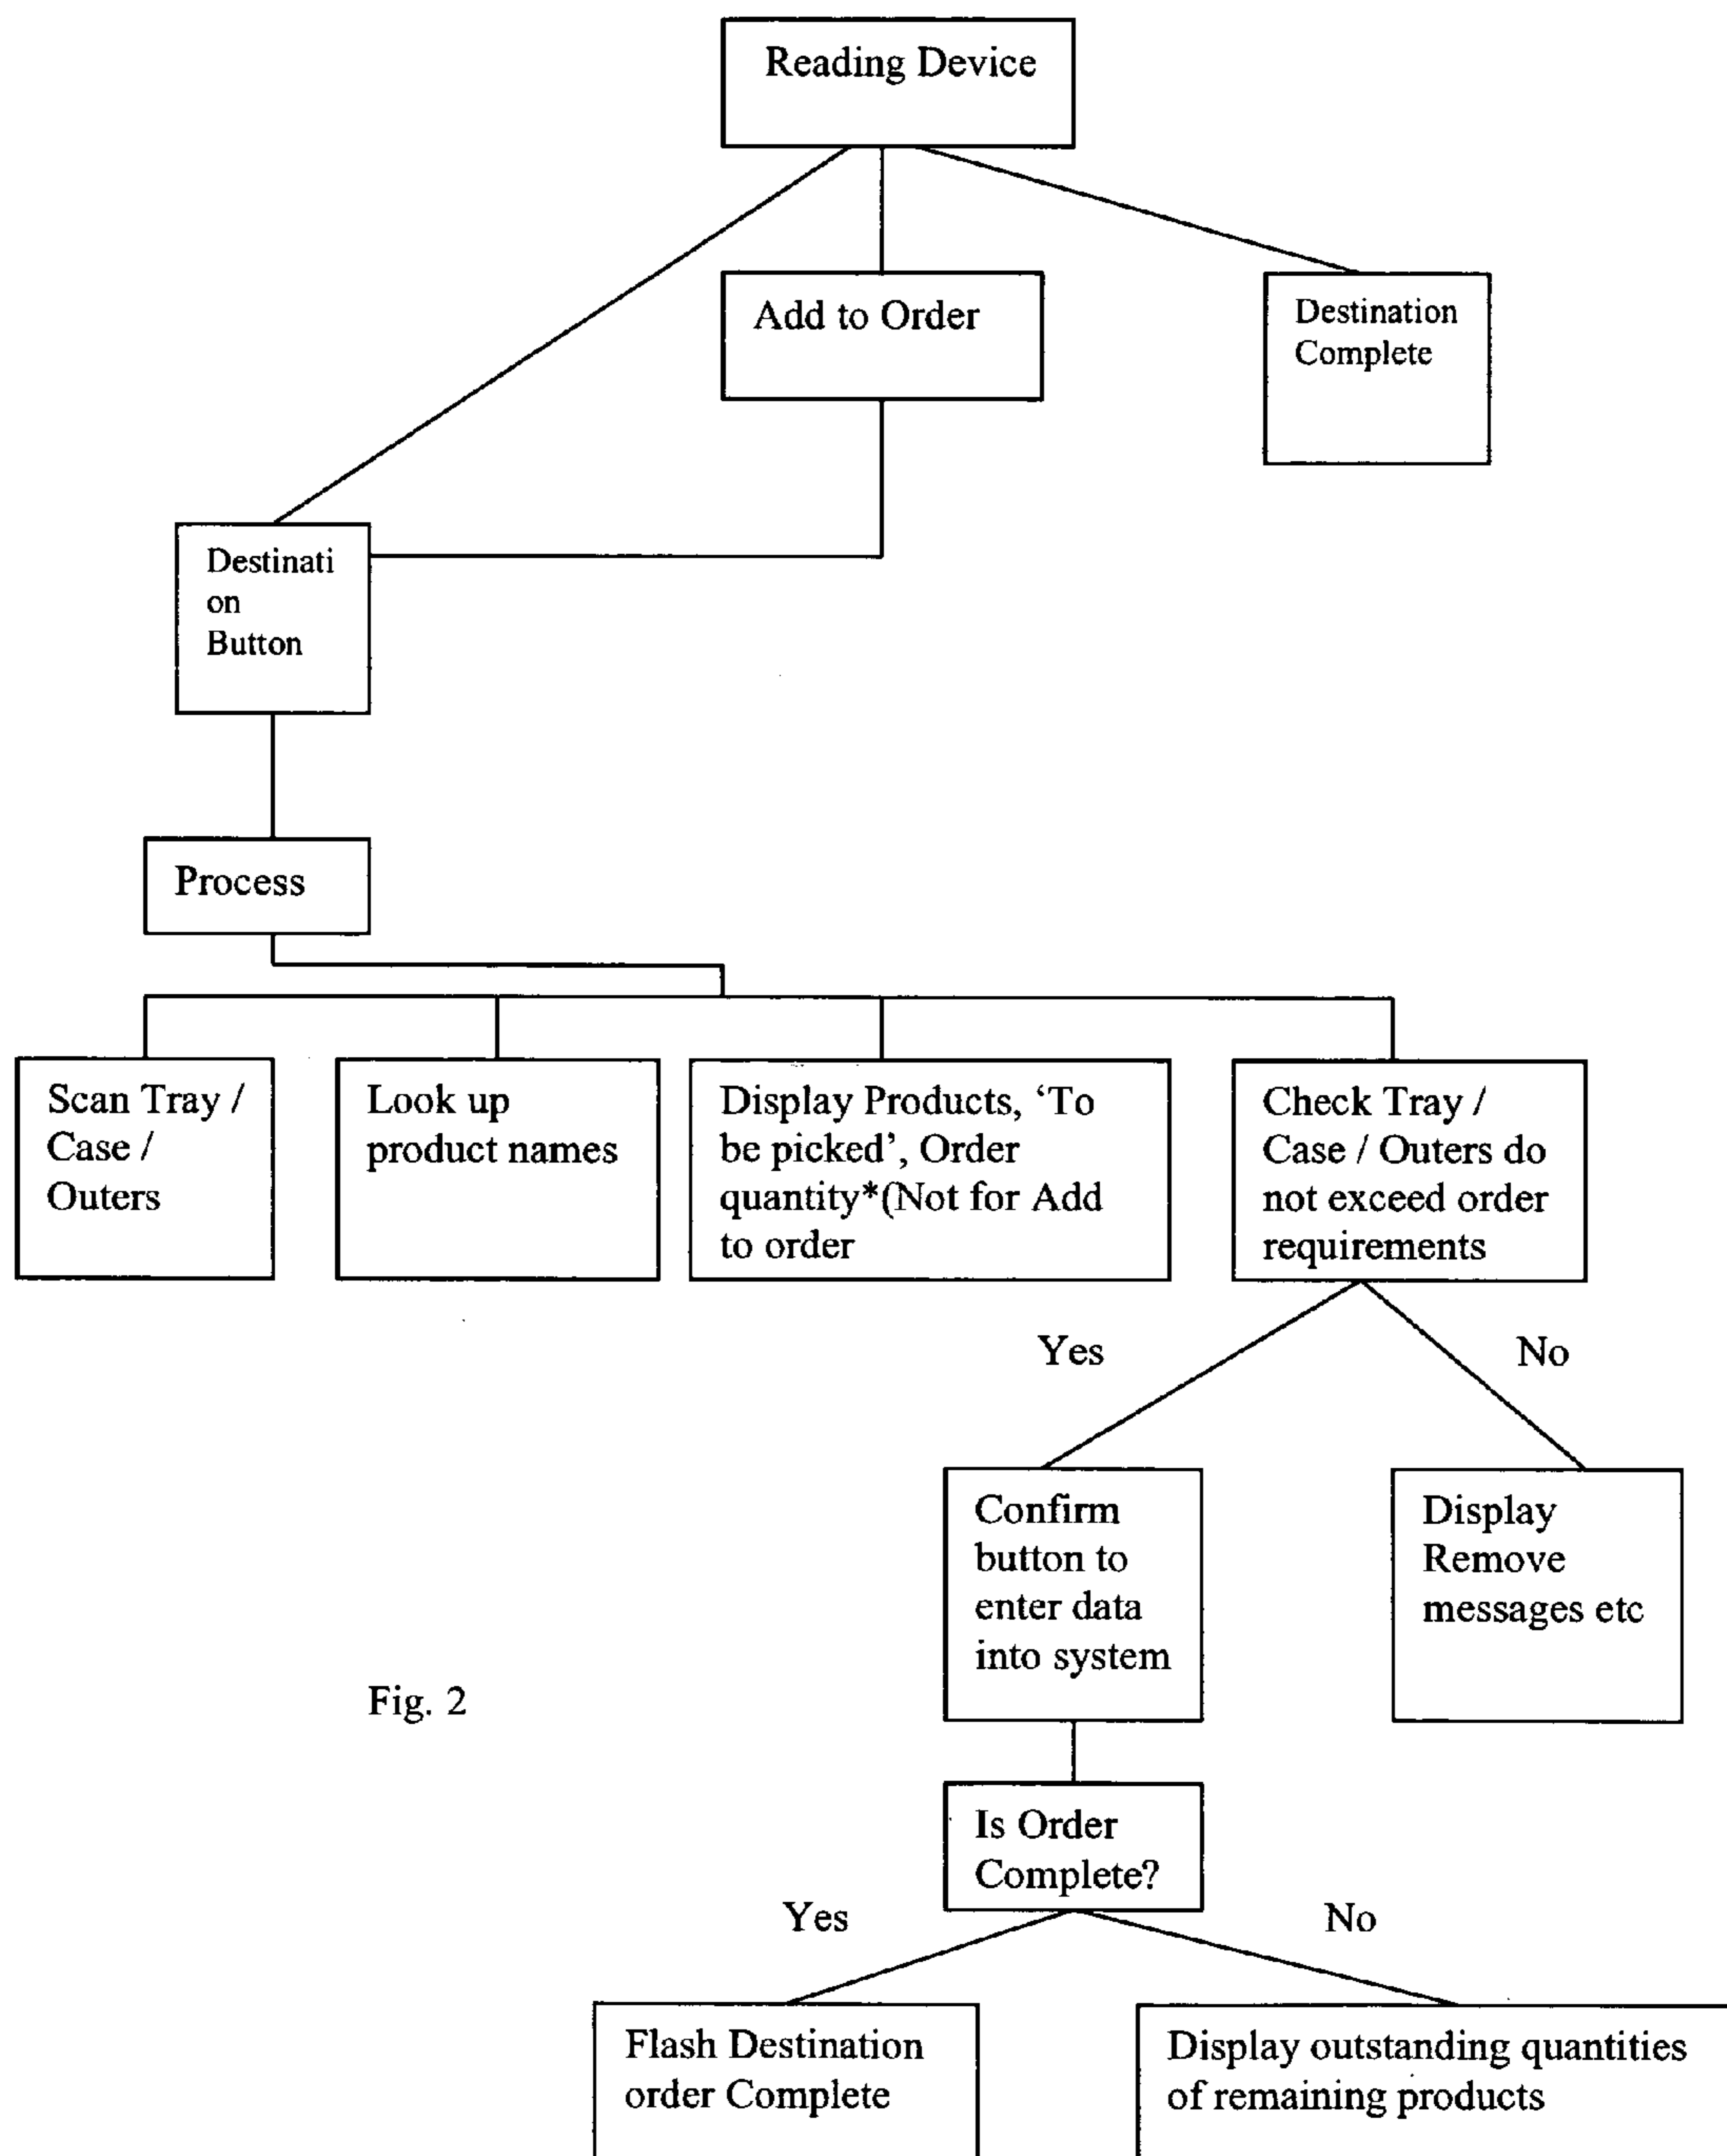 Reading Device
Add to Order
Destination
Complete
Destinati
on
Button
Process
Scan Tray /
Case /
Outers
Look up
product names
Display Products, ‘To
be picked’, Order
quantity*(Not for Add
to order
Check Tray /
Case / Outers do
not exceed order
requirements
Yes
No
Confirm
button to
enter data
into system
Display
Remove
messages etc
Fig. 2
Is Order
Complete?
Yes
No
Flash Destination
order Complete
Display outstanding quantities
of remaining products